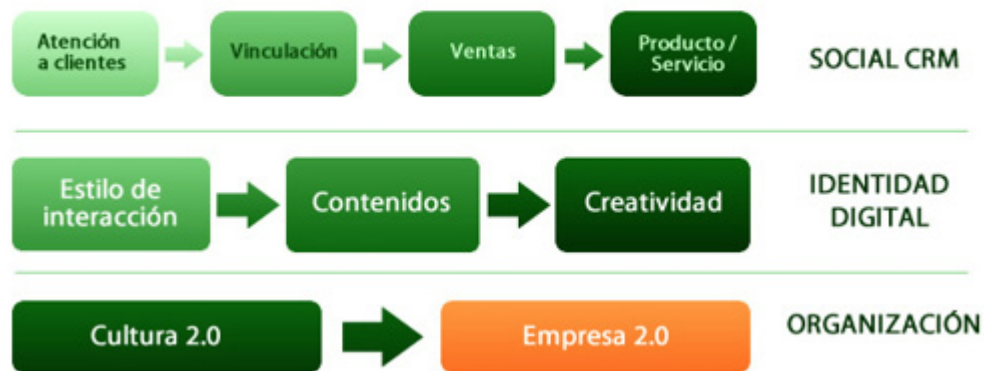 Atención
a clientes
Vinculación
Ventas
Producto /
Servicio
SOCIAL CRM
Estilo de
interacción
Contenidos
Creatividad
IDENTIDAD
DIGITAL
Cultura 2.0
Empresa 2.0
ORGANIZACIÓN